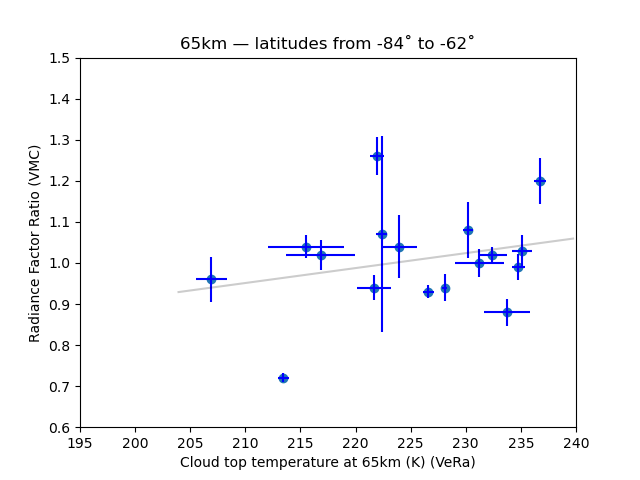 65km — latitudes from -84˚ to -62˚
1.5
1.4
1.3
1.2
1.1
1.0
0.9
0.8
0.7
0.6
Radiance Factor Ratio (VMC)
195 200 205 210 215 220 225 230 235 240
Cloud top temperature at 65km (K) (VeRa)